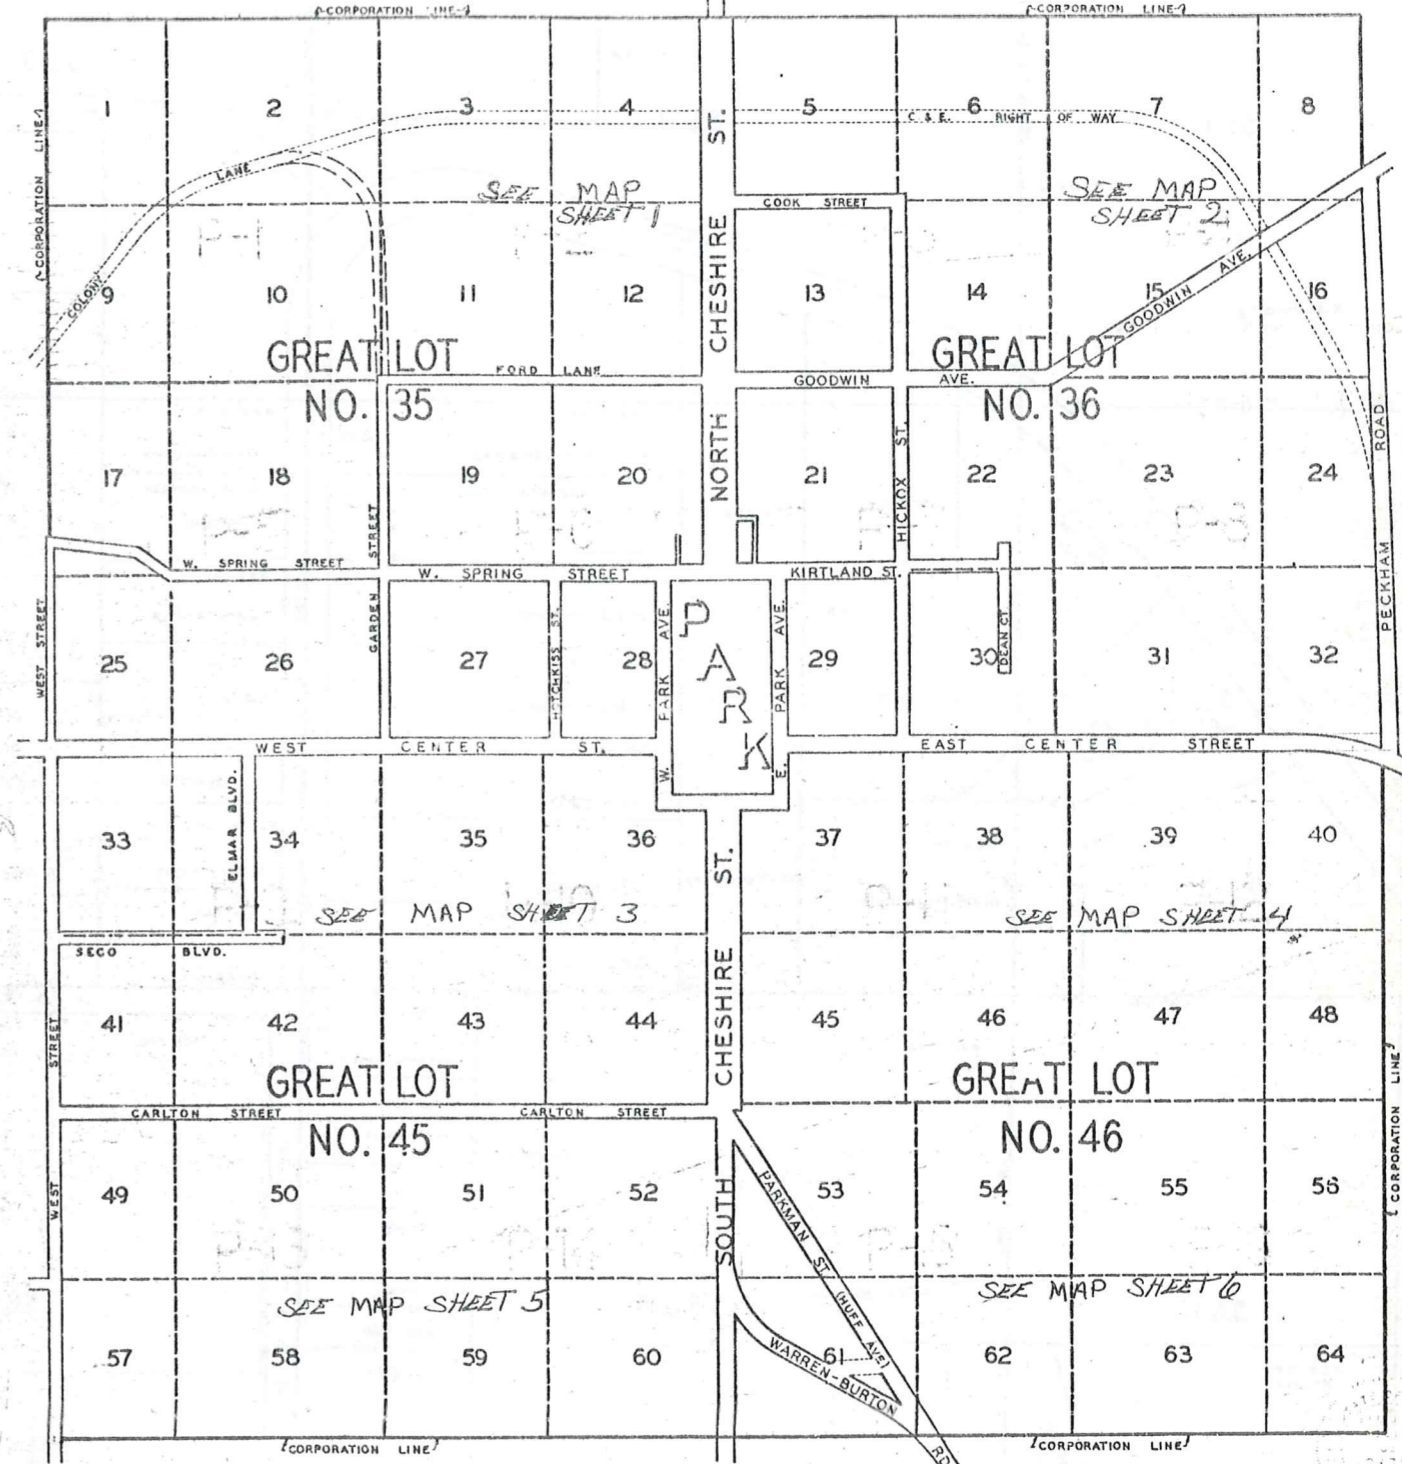 CORPORATION LINE
CORPORATION LINE
CORPORATION LINE
1 2 3 4 5 6 7 8
C & E. RIGHT OF WAY
COLONY LANE
SEE MAP
SHEET 1
SEE MAP
SHEET 2
COOK STREET
NORTH CHESHIRE ST.
9 10 11 12 13 14 15 16
GOODWIN AVE.
GREAT LOT
NO. 35
GREAT LOT
NO. 36
FORD LANE
GOODWIN AVE.
PECKHAM ROAD
HICKOX ST.
17 18 19 20 21 22 23 24
GARDEN STREET
W. SPRING STREET
W. SPRING STREET
KIRTLAND ST.
WEST STREET
HOTCHKISS ST.
W. PARK AVE.
PARK
E. PARK AVE.
DEAN CT.
25 26 27 28 29 30 31 32
WEST CENTER ST.
EAST CENTER STREET
ELMAR BLVD.
33 34 35 36 37 38 39 40
SEE MAP SHEET 3
SEE MAP SHEET 4
SECO BLVD.
SOUTH CHESHIRE ST.
41 42 43 44 45 46 47 48
WEST STREET
GREAT LOT
NO. 45
GREAT LOT
NO. 46
CORPORATION LINE
CARLTON STREET
CARLTON STREET
49 50 51 52 53 54 55 56
PARKMAN ST. (HUFF AVE)
SEE MAP SHEET 5
SEE MAP SHEET 6
57 58 59 60 61 62 63 64
WARREN-BURTON RD.
CORPORATION LINE
CORPORATION LINE